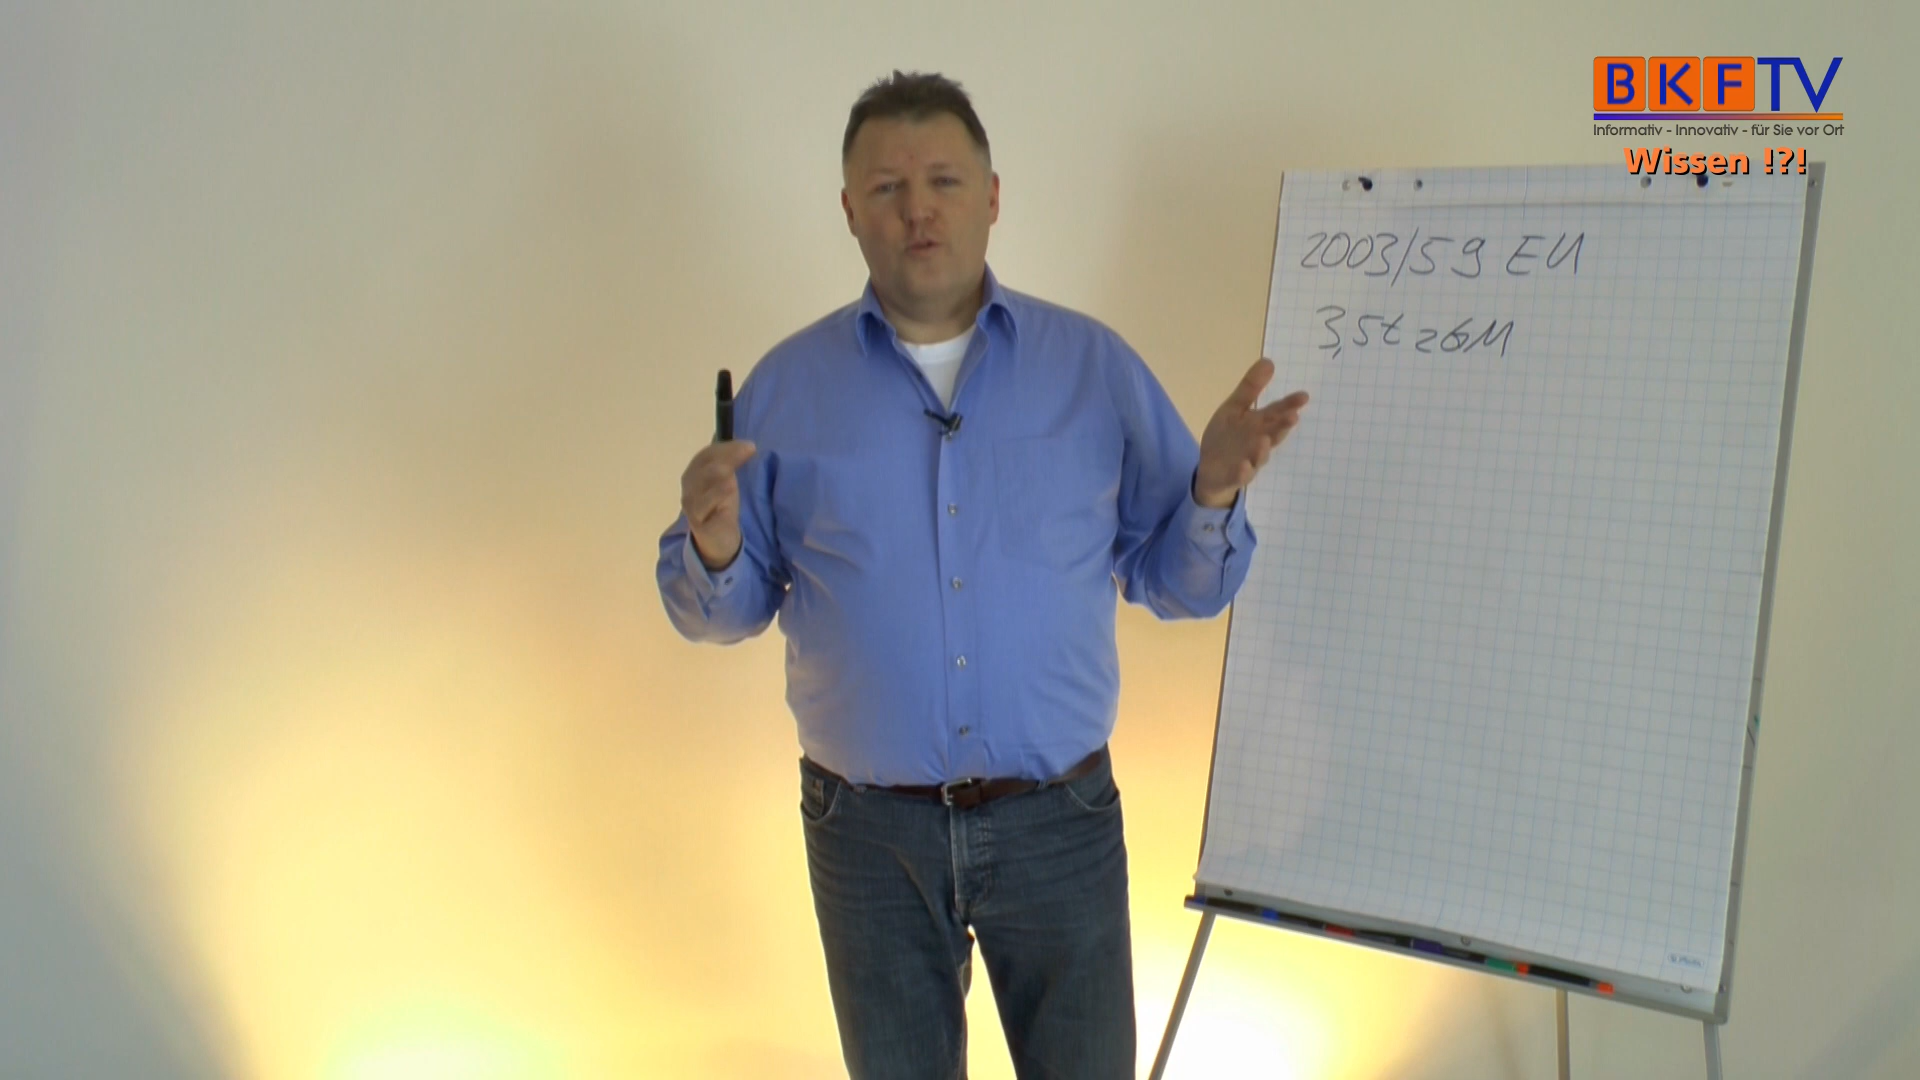 BKFTV
Informativ - Innovativ - für Sie vor Ort
Wissen !?!
2003/59 EU
3,5t zGM